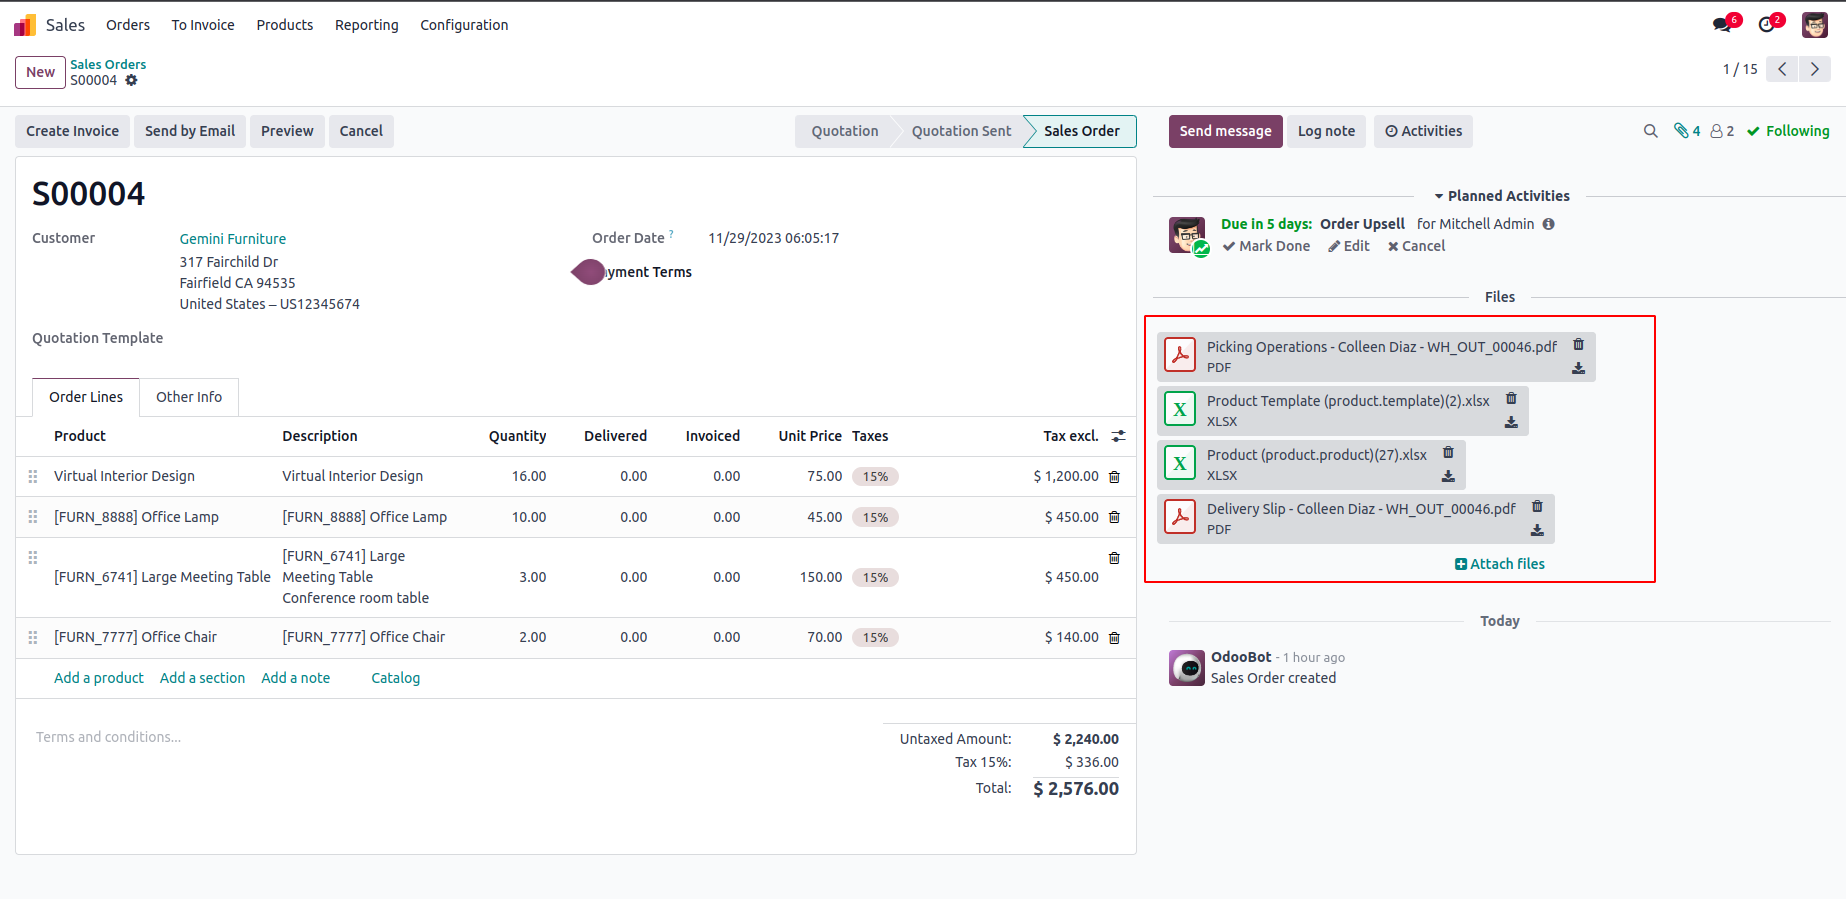 Sales Orders To Invoice Products Reporting Configuration 6 2
New Sales Orders
S00004
1 / 15
Create Invoice Send by Email Preview Cancel Quotation Quotation Sent Sales Order
S00004
Customer Gemini Furniture
317 Fairchild Dr
Fairfield CA 94535
United States – US12345674
Order Date ? 11/29/2023 06:05:17
yment Terms
Quotation Template
Order Lines Other Info
Product Description Quantity Delivered Invoiced Unit Price Taxes Tax excl.
Virtual Interior Design Virtual Interior Design 16.00 0.00 0.00 75.00 15% $ 1,200.00
[FURN_8888] Office Lamp [FURN_8888] Office Lamp 10.00 0.00 0.00 45.00 15% $ 450.00
[FURN_6741] Large Meeting Table [FURN_6741] Large
Meeting Table
Conference room table 3.00 0.00 0.00 150.00 15% $ 450.00
[FURN_7777] Office Chair [FURN_7777] Office Chair 2.00 0.00 0.00 70.00 15% $ 140.00
Add a product Add a section Add a note Catalog
Terms and conditions...
Untaxed Amount: $ 2,240.00
Tax 15%: $ 336.00
Total: $ 2,576.00
Send message Log note Activities 4 2 Following
Planned Activities
Due in 5 days: Order Upsell for Mitchell Admin
Mark Done Edit Cancel
Files
Picking Operations - Colleen Diaz - WH_OUT_00046.pdf
PDF
Product Template (product.template)(2).xlsx
XLSX
Product (product.product)(27).xlsx
XLSX
Delivery Slip - Colleen Diaz - WH_OUT_00046.pdf
PDF
Attach files
Today
OdooBot - 1 hour ago
Sales Order created